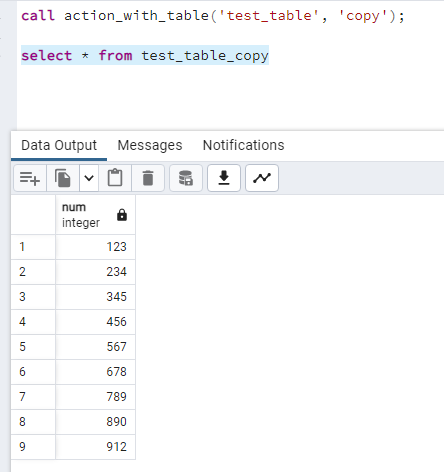 call action_with_table('test_table', 'copy');
select * from test_table_copy
Data Output Messages Notifications
num
integer
1 123
2 234
3 345
4 456
5 567
6 678
7 789
8 890
9 912